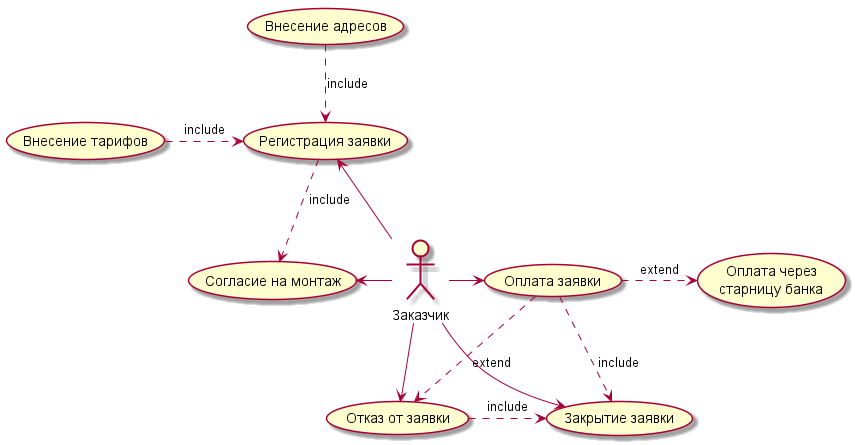 Внесение адресов
include
Внесение тарифов
include
Регистрация заявки
include
Согласие на монтаж
Заказчик
Оплата заявки
extend
Оплата через
старницу банка
extend
include
Отказ от заявки
include
Закрытие заявки